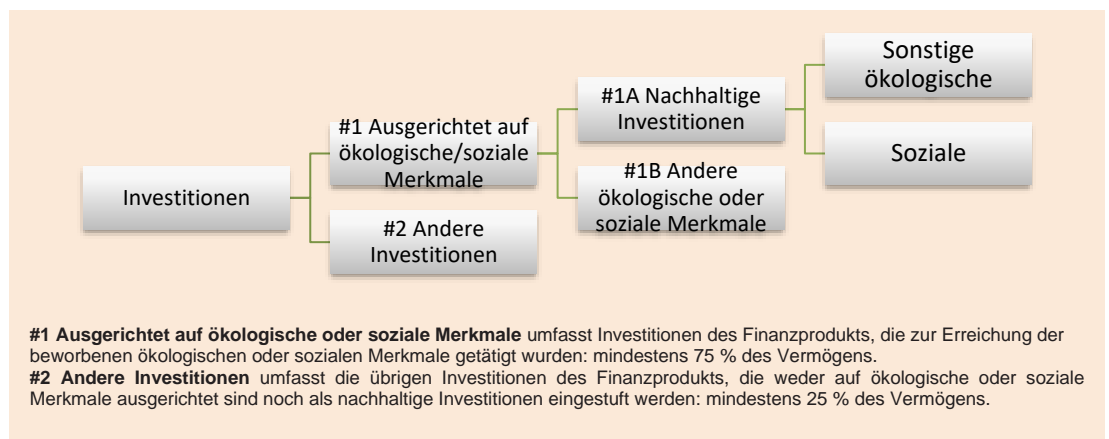 Investitionen
#1 Ausgerichtet auf
ökologische/soziale
Merkmale
#2 Andere
Investitionen
#1A Nachhaltige
Investitionen
#1B Andere
ökologische oder
soziale Merkmale
Sonstige
ökologische
Soziale
#1 Ausgerichtet auf ökologische oder soziale Merkmale umfasst Investitionen des Finanzprodukts, die zur Erreichung der
beworbenen ökologischen oder sozialen Merkmale getätigt wurden: mindestens 75 % des Vermögens.
#2 Andere Investitionen umfasst die übrigen Investitionen des Finanzprodukts, die weder auf ökologische oder soziale
Merkmale ausgerichtet sind noch als nachhaltige Investitionen eingestuft werden: mindestens 25 % des Vermögens.